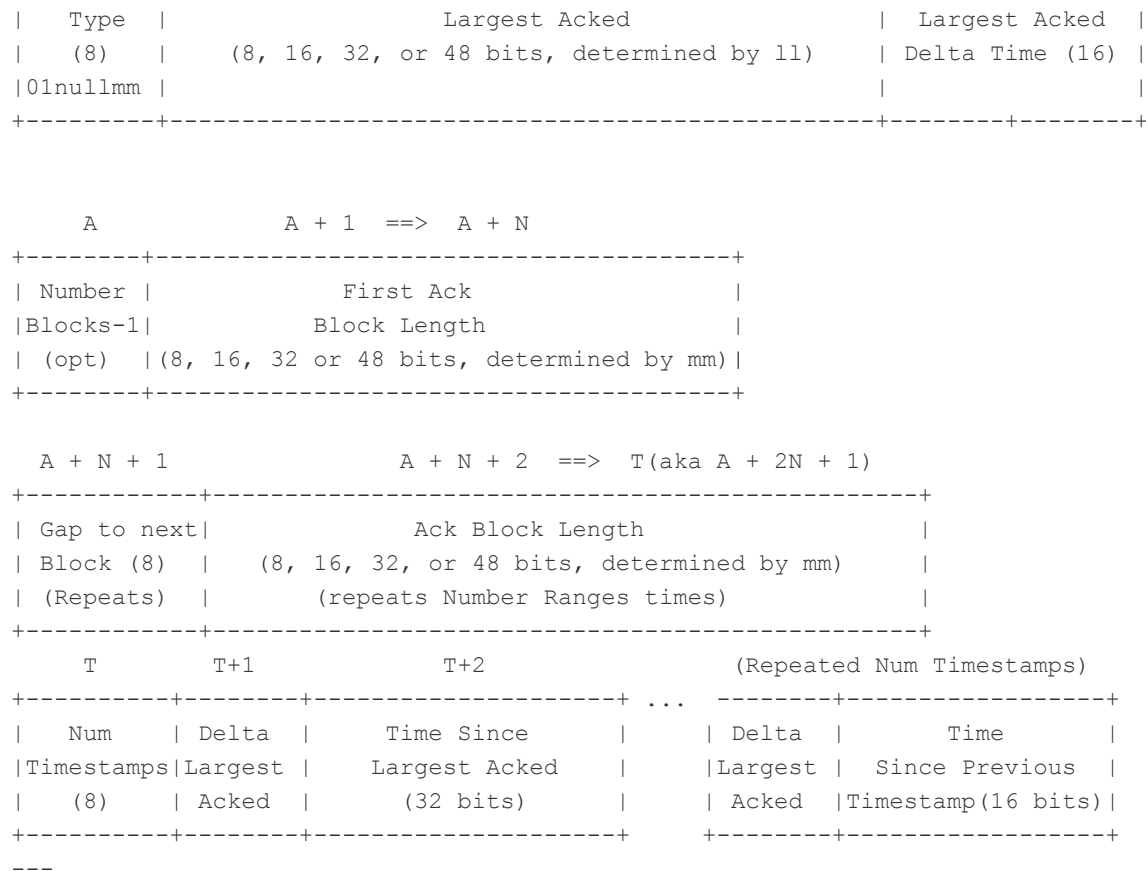 |   Type  |                   Largest Acked                 |  Largest Acked  |
|   (8)   |    (8, 16, 32, or 48 bits, determined by ll)    | Delta Time (16) |
|01nullmm |                                                 |                 |
+---------+-------------------------------------------------+--------+--------+
     A             A + 1  ==>  A + N
+--------+----------------------------------------+
| Number |             First Ack                  |
|Blocks-1|           Block Length                 |
| (opt)  |(8, 16, 32 or 48 bits, determined by mm)|
+--------+----------------------------------------+
  A + N + 1                A + N + 2  ==>  T(aka A + 2N + 1)
+------------+-------------------------------------------------+
| Gap to next|              Ack Block Length                   |
| Block (8)  |   (8, 16, 32, or 48 bits, determined by mm)     |
| (Repeats)  |       (repeats Number Ranges times)             |
+------------+-------------------------------------------------+
     T        T+1             T+2                 (Repeated Num Timestamps)
+----------+--------+---------------------+ ...  --------+------------------+
|   Num    | Delta  |     Time Since      |     | Delta  |       Time       |
|Timestamps|Largest |    Largest Acked    |     |Largest |  Since Previous  |
|   (8)    | Acked  |      (32 bits)      |     | Acked  |Timestamp(16 bits)|
+----------+--------+---------------------+     +--------+------------------+
---